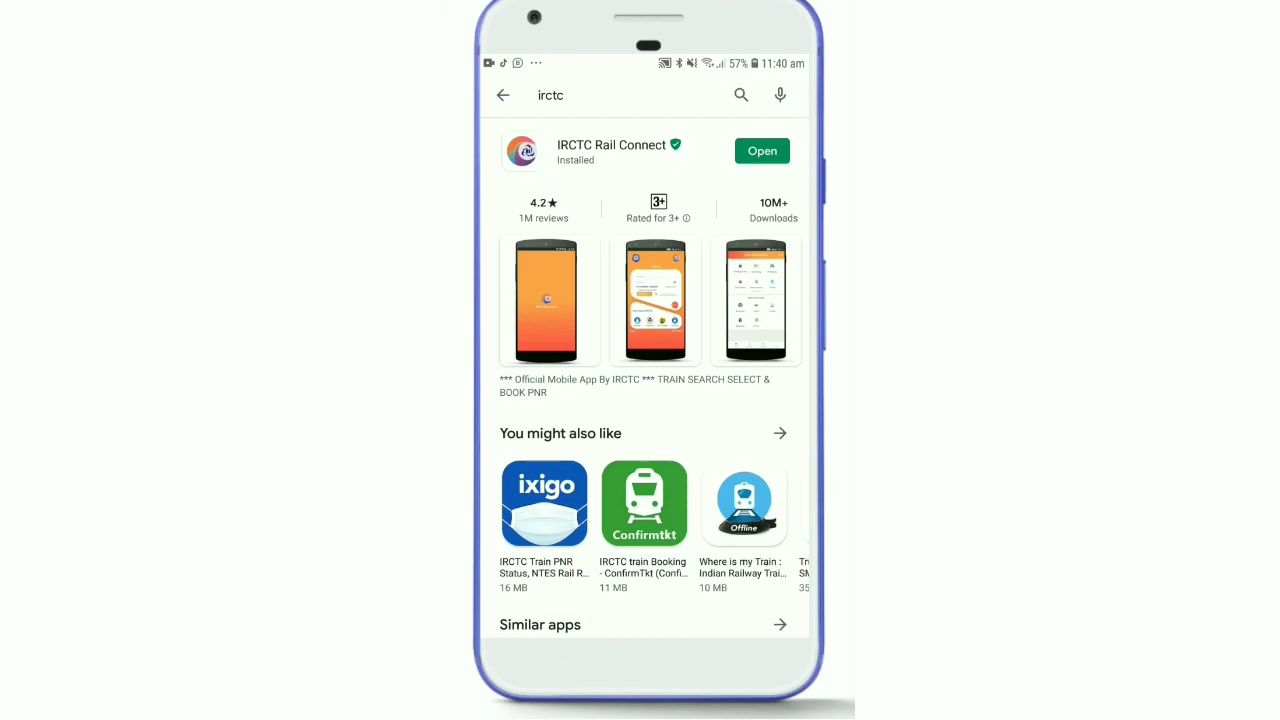 57% 11:40 am
irctc
IRCTC Rail Connect
Installed
Open
4.2★
1M reviews
3+
Rated for 3+
10M+
Downloads
*** Official Mobile App By IRCTC *** TRAIN SEARCH SELECT &
BOOK PNR
You might also like
ixigo
Confirmtkt
Offline
IRCTC Train PNR
Status, NTES Rail R...
16 MB
IRCTC train Booking
- ConfirmTkt (Confi...
11 MB
Where is my Train :
Indian Railway Trai...
10 MB
Similar apps